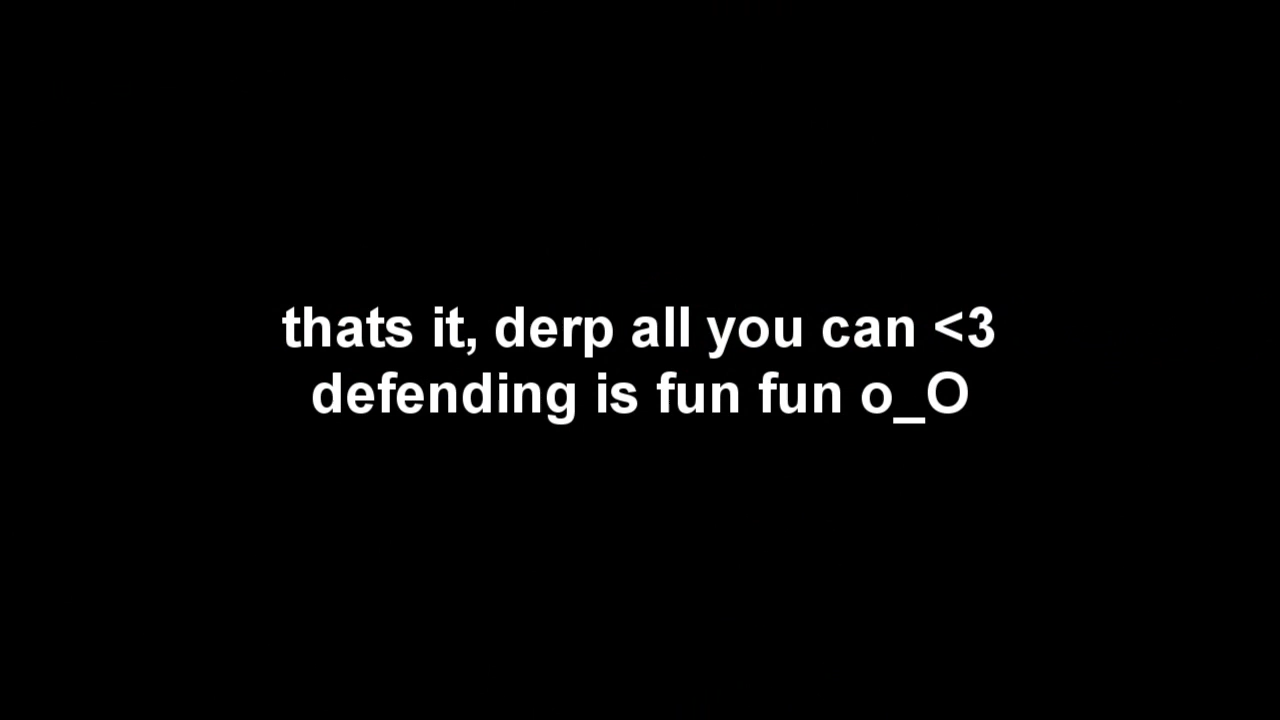 thats it, derp all you can <3
defending is fun fun o_O